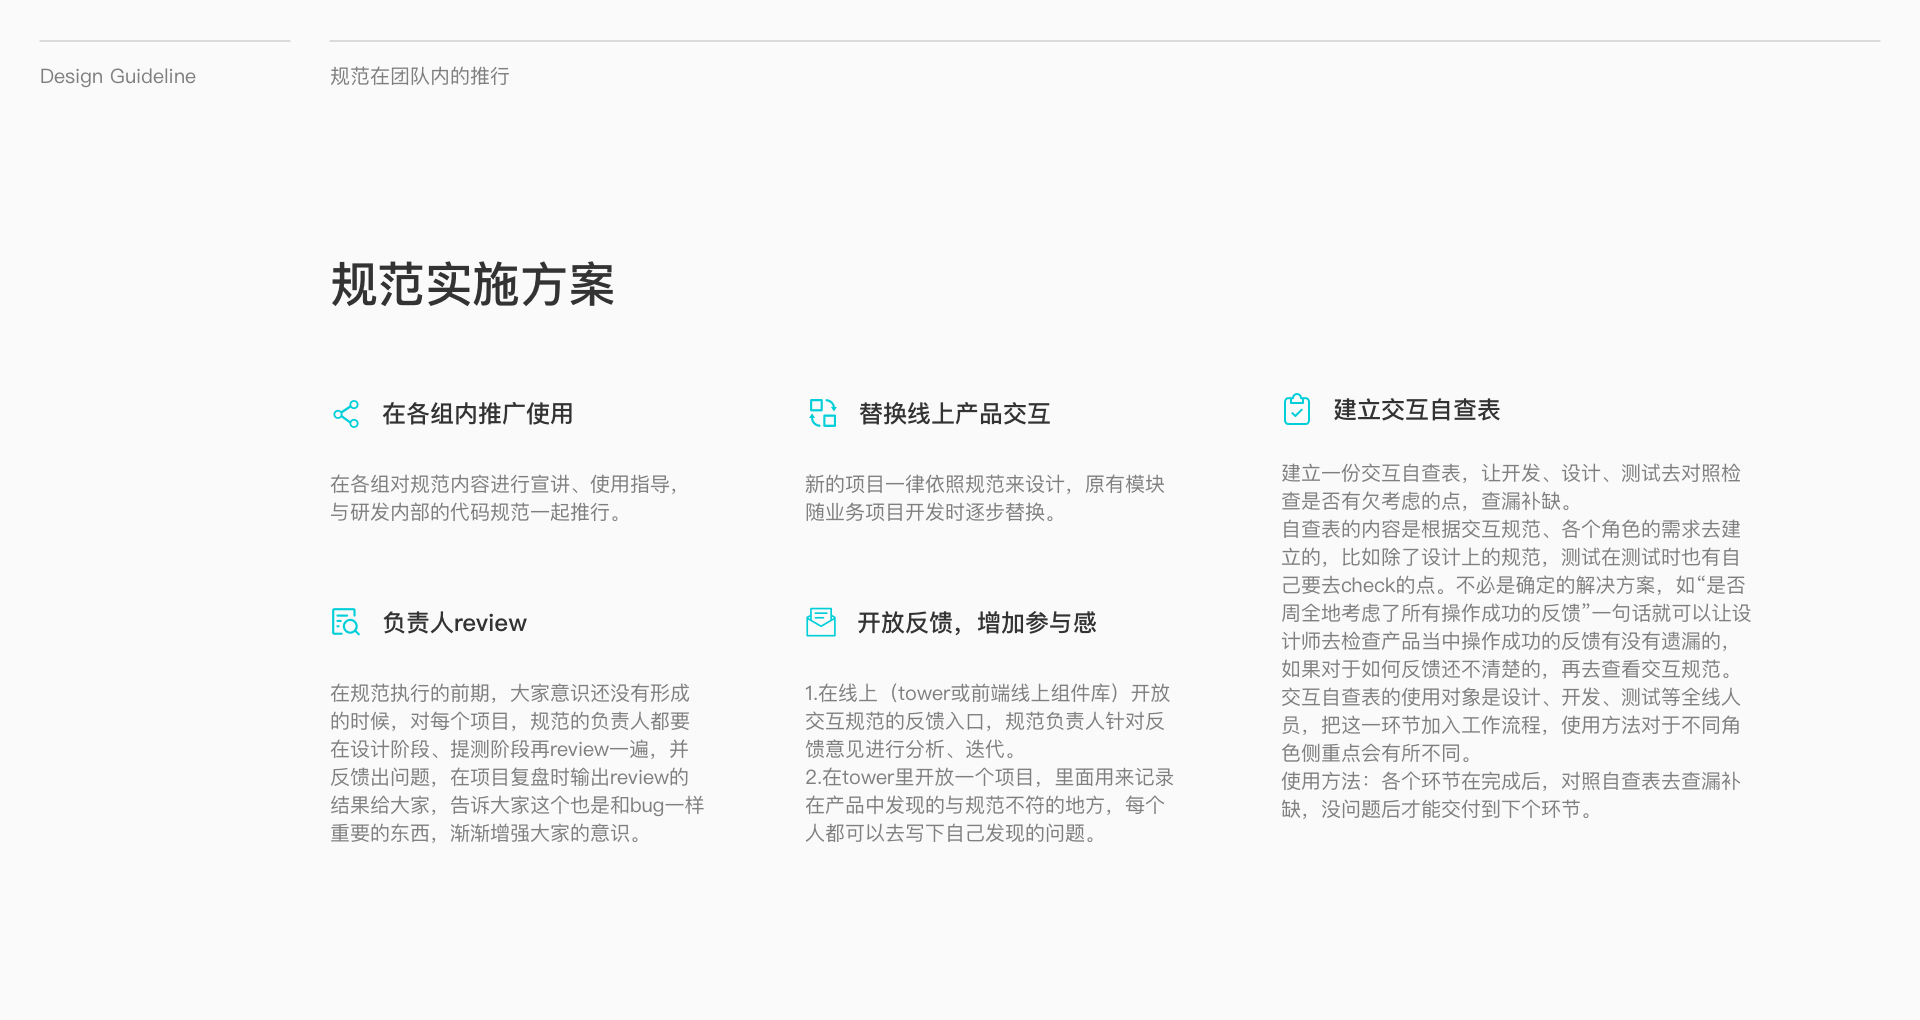 Design Guideline
规范在团队内的推行
规范实施方案
在各组内推广使用
在各组对规范内容进行宣讲、使用指导，
与研发内部的代码规范一起推行。
替换线上产品交互
新的项目一律依照规范来设计，原有模块
随业务项目开发时逐步替换。
建立交互自查表
建立一份交互自查表，让开发、设计、测试去对照检
查是否有欠考虑的点，查漏补缺。
自查表的内容是根据交互规范、各个角色的需求去建
立的，比如除了设计上的规范，测试在测试时也有自
己要去check的点。不必是确定的解决方案，如“是否
周全地考虑了所有操作成功的反馈”一句话就可以让设
计师去检查产品当中操作成功的反馈有没有遗漏的，
如果对于如何反馈还不清楚的，再去查看交互规范。
交互自查表的使用对象是设计、开发、测试等全线人
员，把这一环节加入工作流程，使用方法对于不同角
色侧重点会有所不同。
使用方法：各个环节在完成后，对照自查表去查漏补
缺，没问题后才能交付到下个环节。
负责人review
在规范执行的前期，大家意识还没有形成
的时候，对每个项目，规范的负责人都要
在设计阶段、提测阶段再review一遍，并
反馈出问题，在项目复盘时输出review的
结果给大家，告诉大家这个也是和bug一样
重要的东西，渐渐增强大家的意识。
开放反馈，增加参与感
1.在线上（tower或前端线上组件库）开放
交互规范的反馈入口，规范负责人针对反
馈意见进行分析、迭代。
2.在tower里开放一个项目，里面用来记录
在产品中发现的与规范不符的地方，每个
人都可以去写下自己发现的问题。